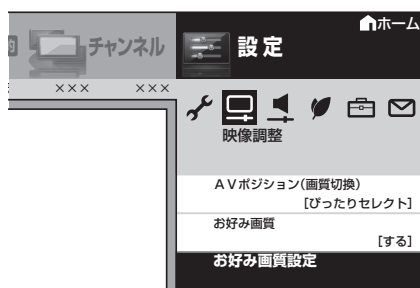 ホーム
的
チャンネル
設定
××× ×××
映像調整
AVポジション(画質切換)
[ぴったりセレクト]
お好み画質
[する]
お好み画質設定